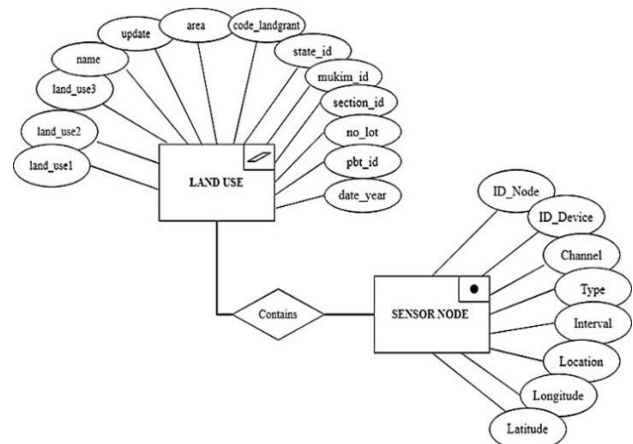 area
code_landgrant
update
state_id
name
mukim_id
land_use3
section_id
land_use2
no_lot
land_use1
pbt_id
LAND USE
date_year
ID_Node
ID_Device
Channel
Type
Contains
SENSOR NODE
Interval
Location
Longitude
Latitude